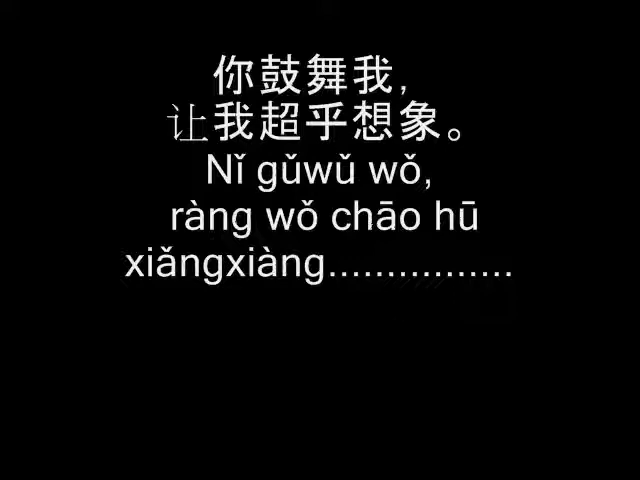 你鼓舞我，
让我超乎想象。
Nǐ gǔwǔ wǒ,
ràng wǒ chāo hū
xiǎngxiàng................